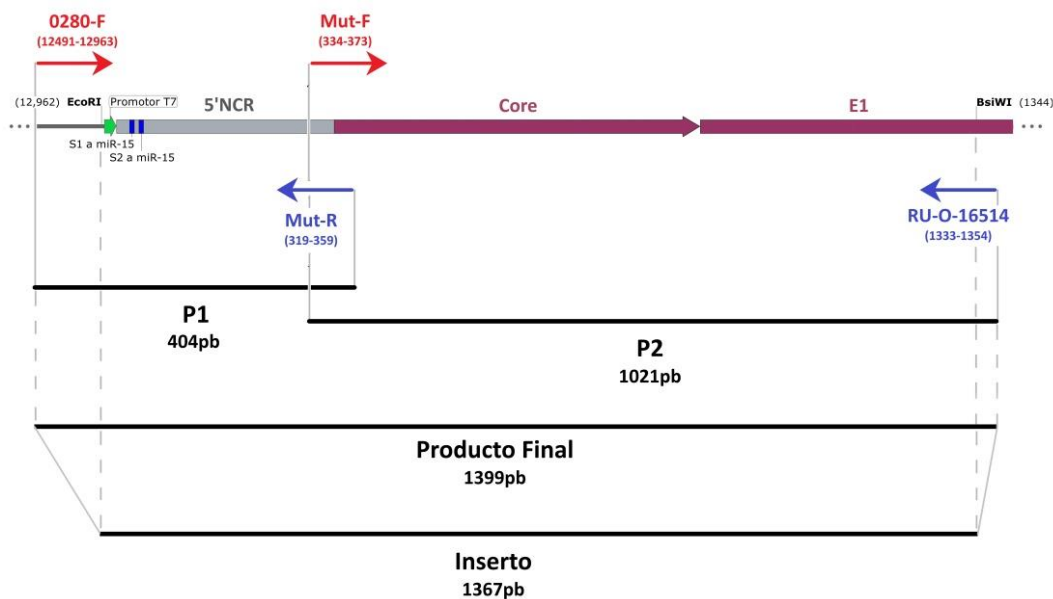 0280-F
(12491-12963)
Mut-F
(334-373)
(12,962) EcoRI Promotor T7 5'NCR Core E1 BsiWI (1344)
S1 a miR-15
S2 a miR-15
Mut-R
(319-359)
RU-O-16514
(1333-1354)
P1
404pb
P2
1021pb
Producto Final
1399pb
Inserto
1367pb